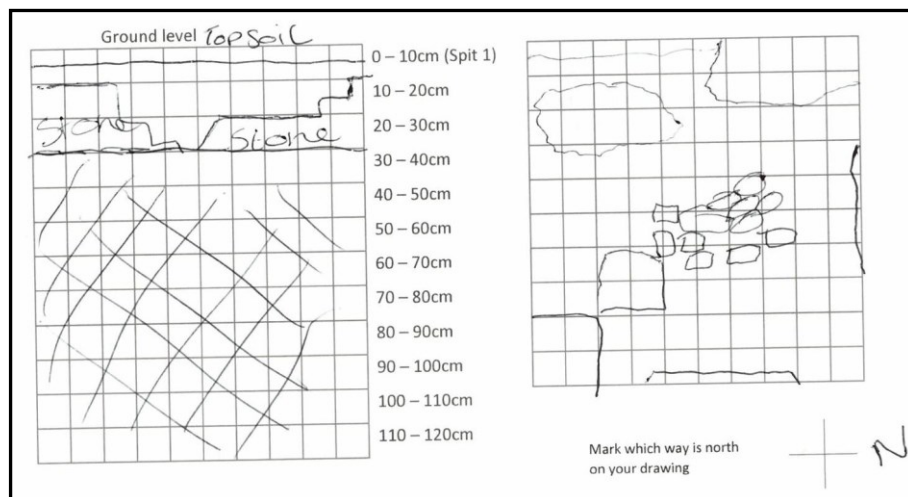 Ground level Topsoil
0 – 10cm (Spit 1)
10 – 20cm
20 – 30cm
30 – 40cm
40 – 50cm
50 – 60cm
60 – 70cm
70 – 80cm
80 – 90cm
90 – 100cm
100 – 110cm
110 – 120cm
Stone
Stone
Mark which way is north
on your drawing
N